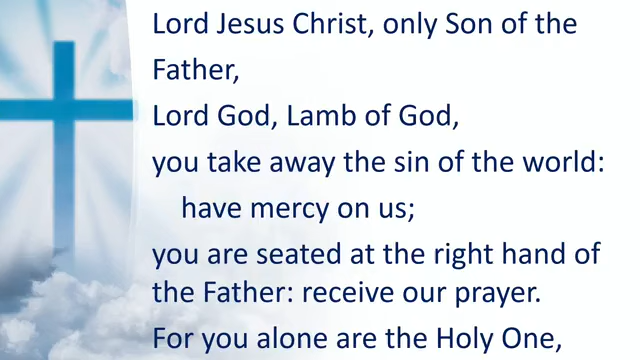 Lord Jesus Christ, only Son of the
Father,
Lord God, Lamb of God,
you take away the sin of the world:
have mercy on us;
you are seated at the right hand of
the Father: receive our prayer.
For you alone are the Holy One,